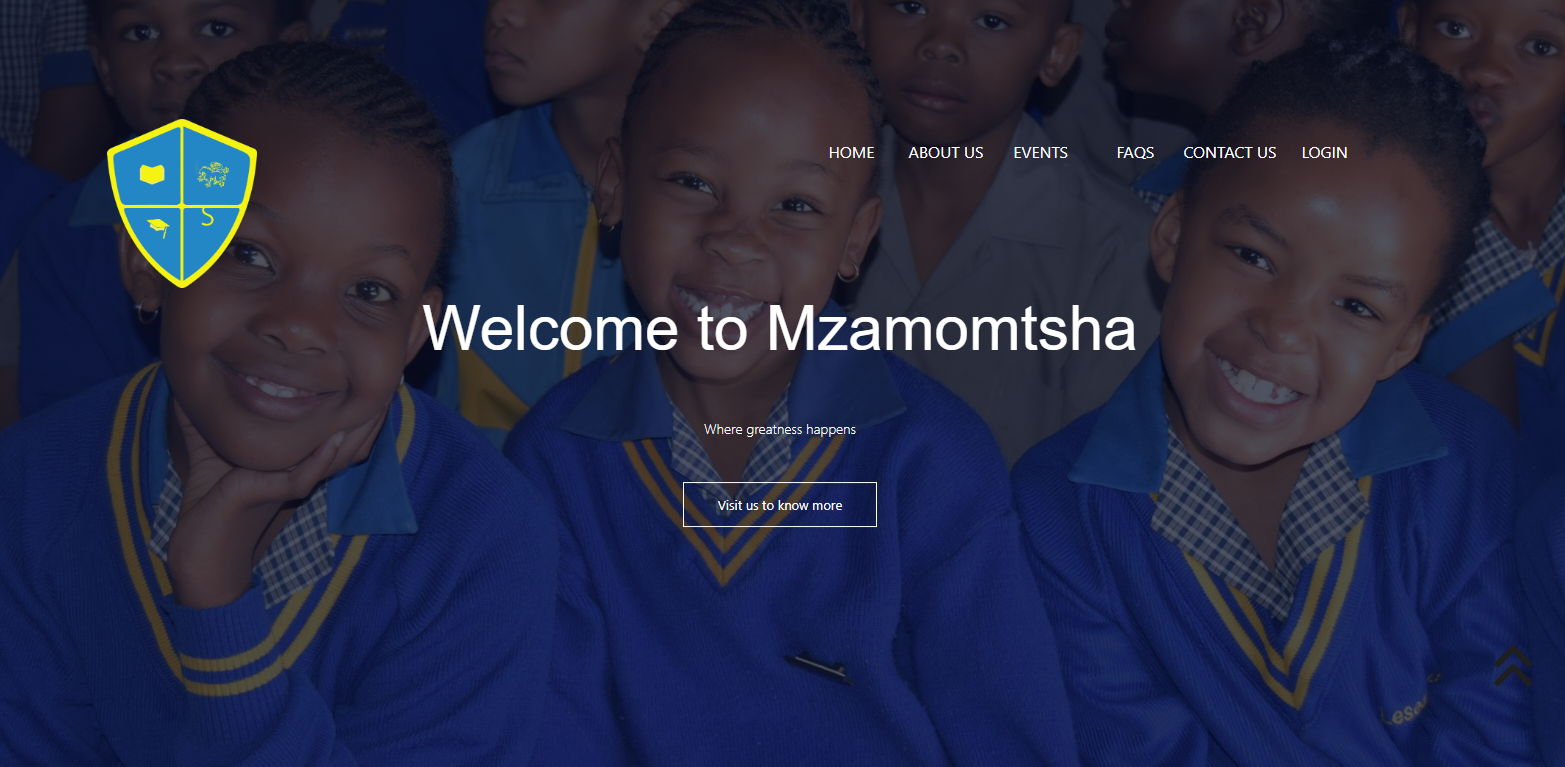 HOME ABOUT US EVENTS FAQS CONTACT US LOGIN
Welcome to Mzamomtsha
Where greatness happens
Visit us to know more